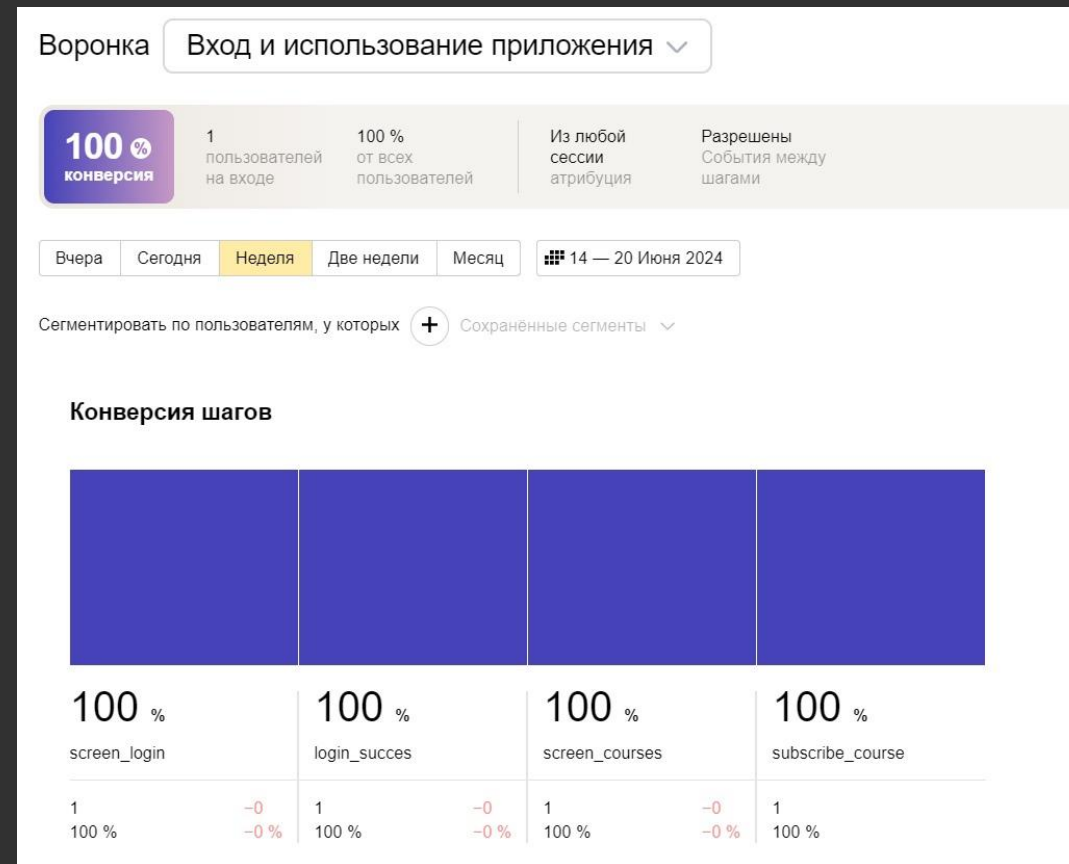 Воронка Вход и использование приложения
100 %
конверсия
1
пользователей
на входе
100 %
от всех
пользователей
Из любой
сессии
атрибуция
Разрешены
События между
шагами
Вчера Сегодня Неделя Две недели Месяц 14 — 20 Июня 2024
Сегментировать по пользователям, у которых + Сохранённые сегменты
Конверсия шагов
100 % 100 % 100 % 100 %
screen_login login_succes screen_courses subscribe_course
1 −0 1 −0 1 −0 1
100 % −0 % 100 % −0 % 100 % −0 % 100 %